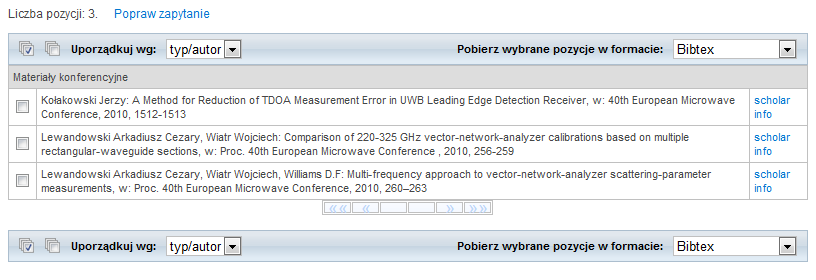 Liczba pozycji: 3. Popraw zapytanie
Uporządkuj wg: typ/autor Pobierz wybrane pozycje w formacie: Bibtex
Materiały konferencyjne
Kołakowski Jerzy: A Method for Reduction of TDOA Measurement Error in UWB Leading Edge Detection Receiver, w: 40th European Microwave scholar
Conference, 2010, 1512-1513 info
Lewandowski Arkadiusz Cezary, Wiatr Wojciech: Comparison of 220-325 GHz vector-network-analyzer calibrations based on multiple scholar
rectangular-waveguide sections, w: Proc. 40th European Microwave Conference , 2010, 256-259 info
Lewandowski Arkadiusz Cezary, Wiatr Wojciech, Williams D.F: Multi-frequency approach to vector-network-analyzer scattering-parameter scholar
measurements, w: Proc. 40th European Microwave Conference, 2010, 260–263 info
«« « » »»
Uporządkuj wg: typ/autor Pobierz wybrane pozycje w formacie: Bibtex